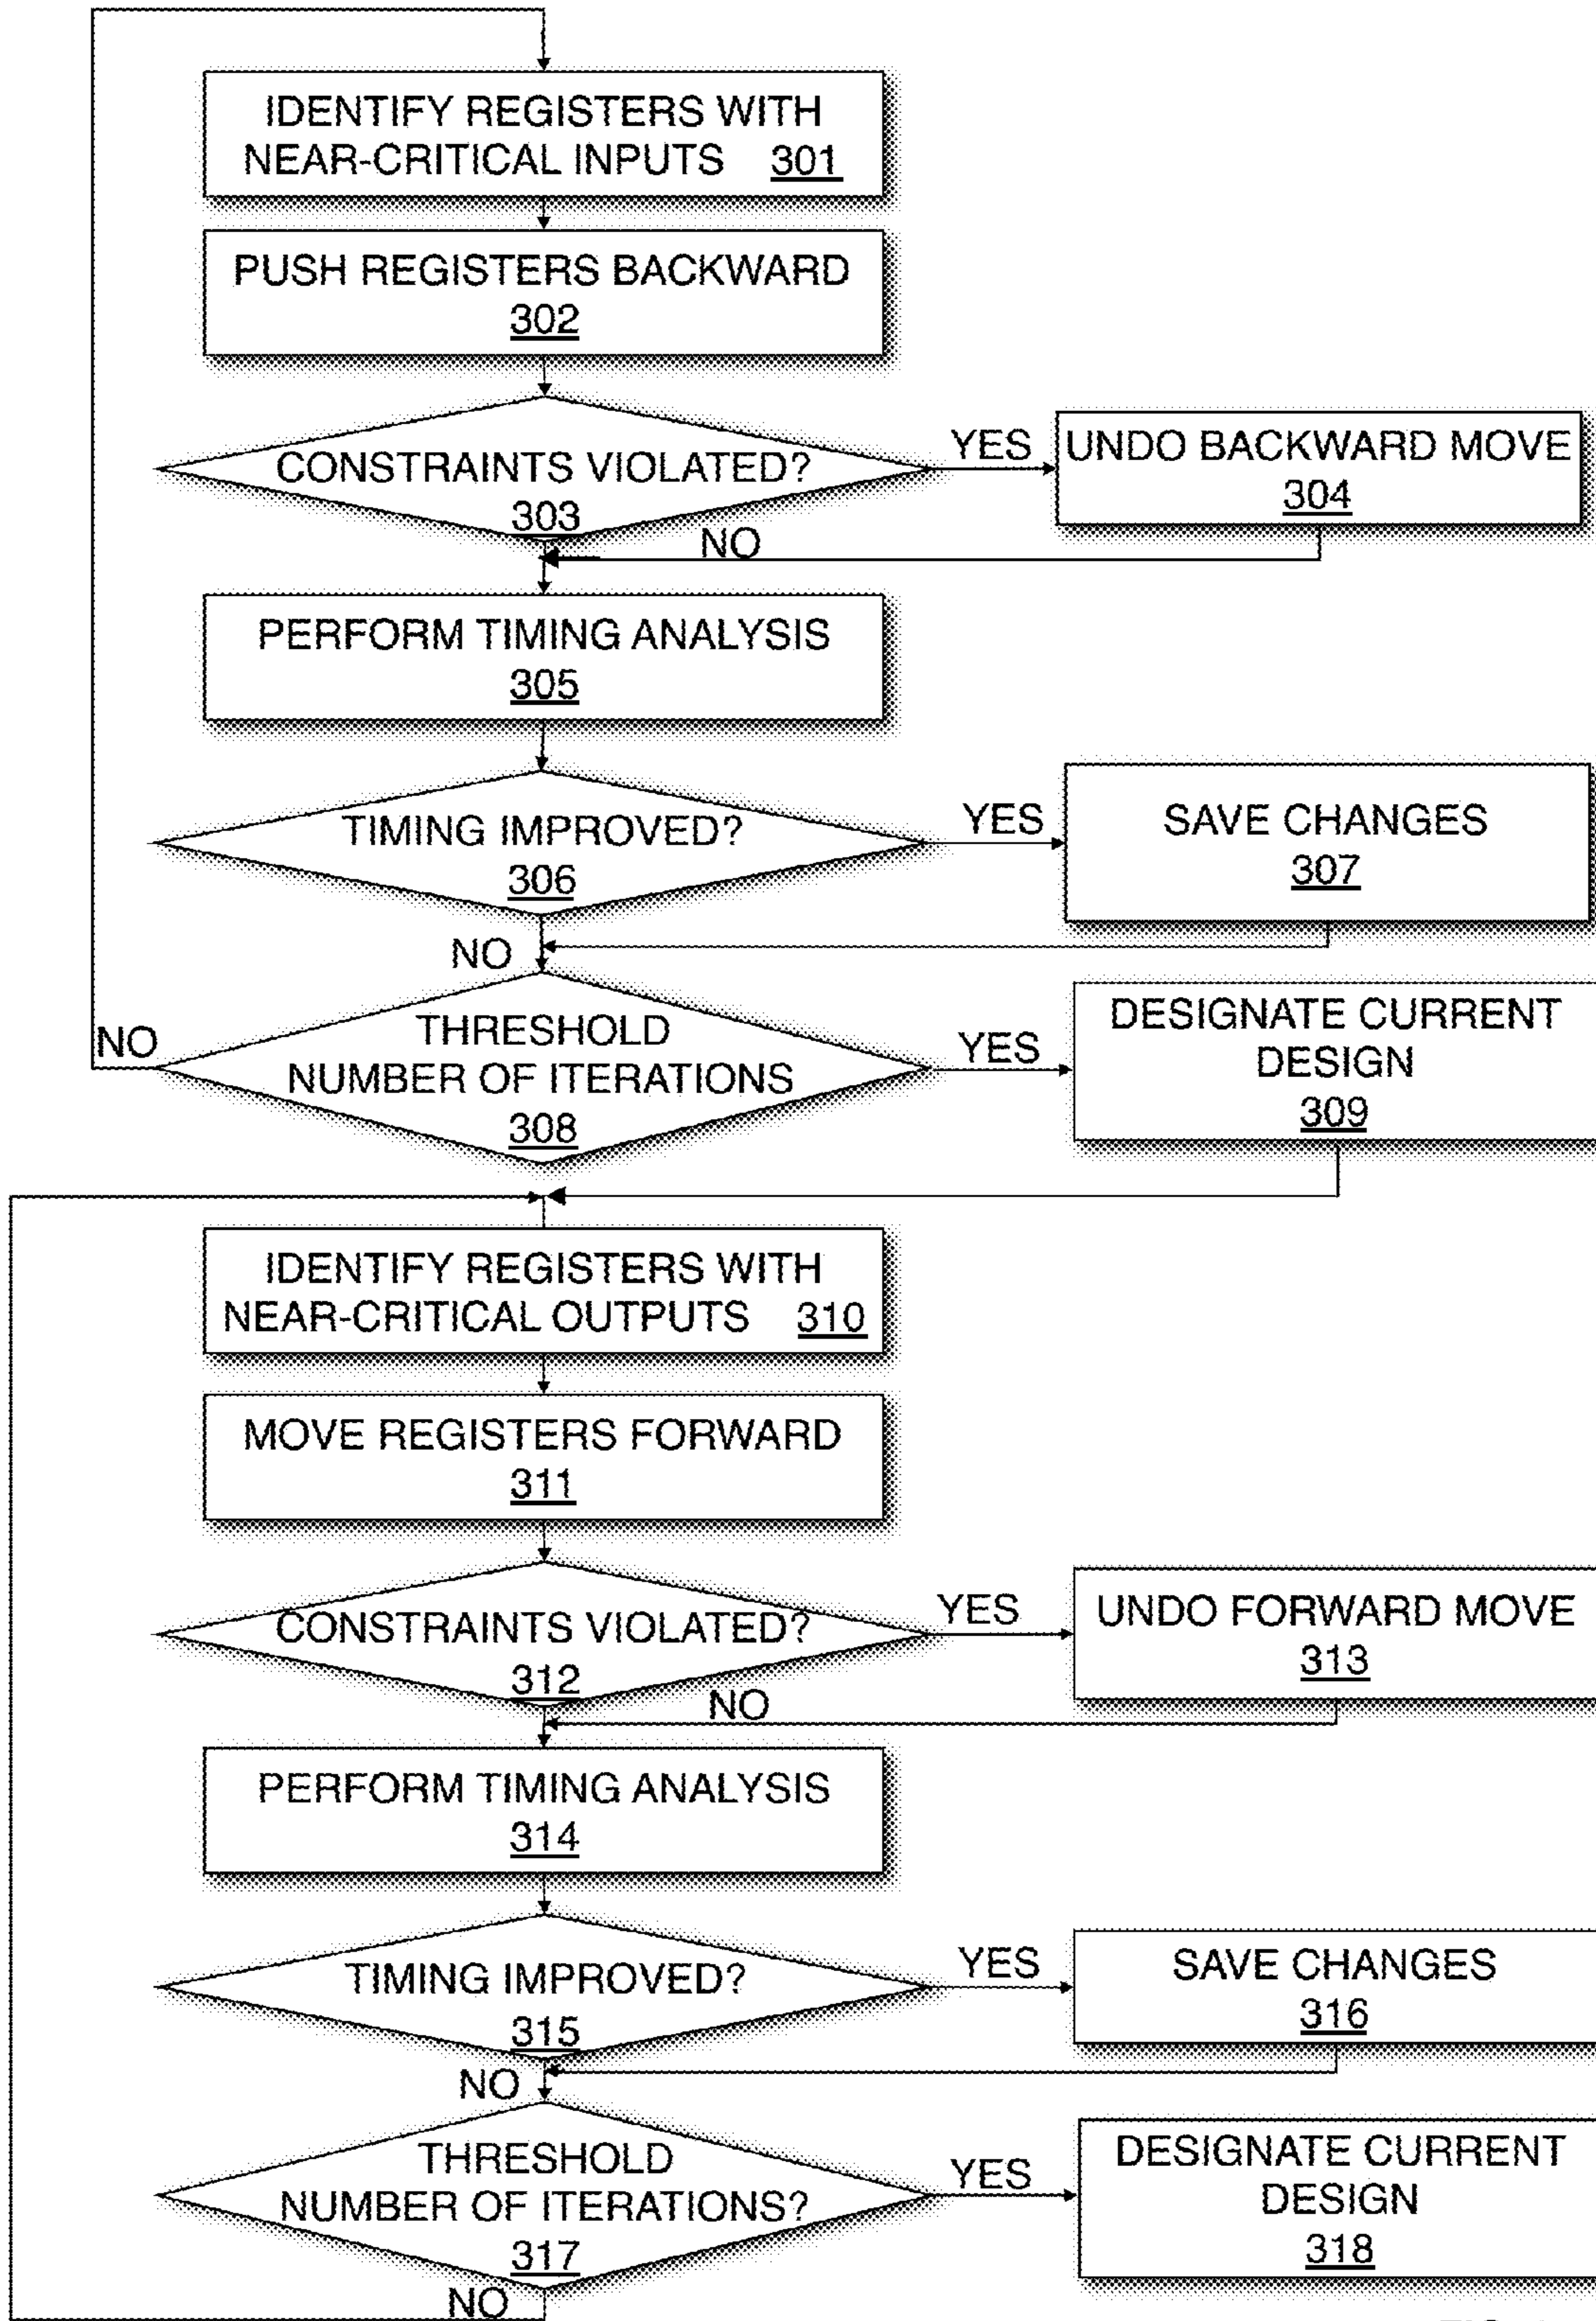 IDENTIFY REGISTERS WITH
NEAR-CRITICAL INPUTS 301
PUSH REGISTERS BACKWARD
302
CONSTRAINTS VIOLATED?
303
YES
UNDO BACKWARD MOVE
304
NO
PERFORM TIMING ANALYSIS
305
TIMING IMPROVED?
306
YES
SAVE CHANGES
307
NO
THRESHOLD
NUMBER OF ITERATIONS
308
NO
YES
DESIGNATE CURRENT
DESIGN
309
IDENTIFY REGISTERS WITH
NEAR-CRITICAL OUTPUTS 310
MOVE REGISTERS FORWARD
311
CONSTRAINTS VIOLATED?
312
YES
UNDO FORWARD MOVE
313
NO
PERFORM TIMING ANALYSIS
314
TIMING IMPROVED?
315
YES
SAVE CHANGES
316
NO
THRESHOLD
NUMBER OF ITERATIONS?
317
YES
DESIGNATE CURRENT
DESIGN
318
NO